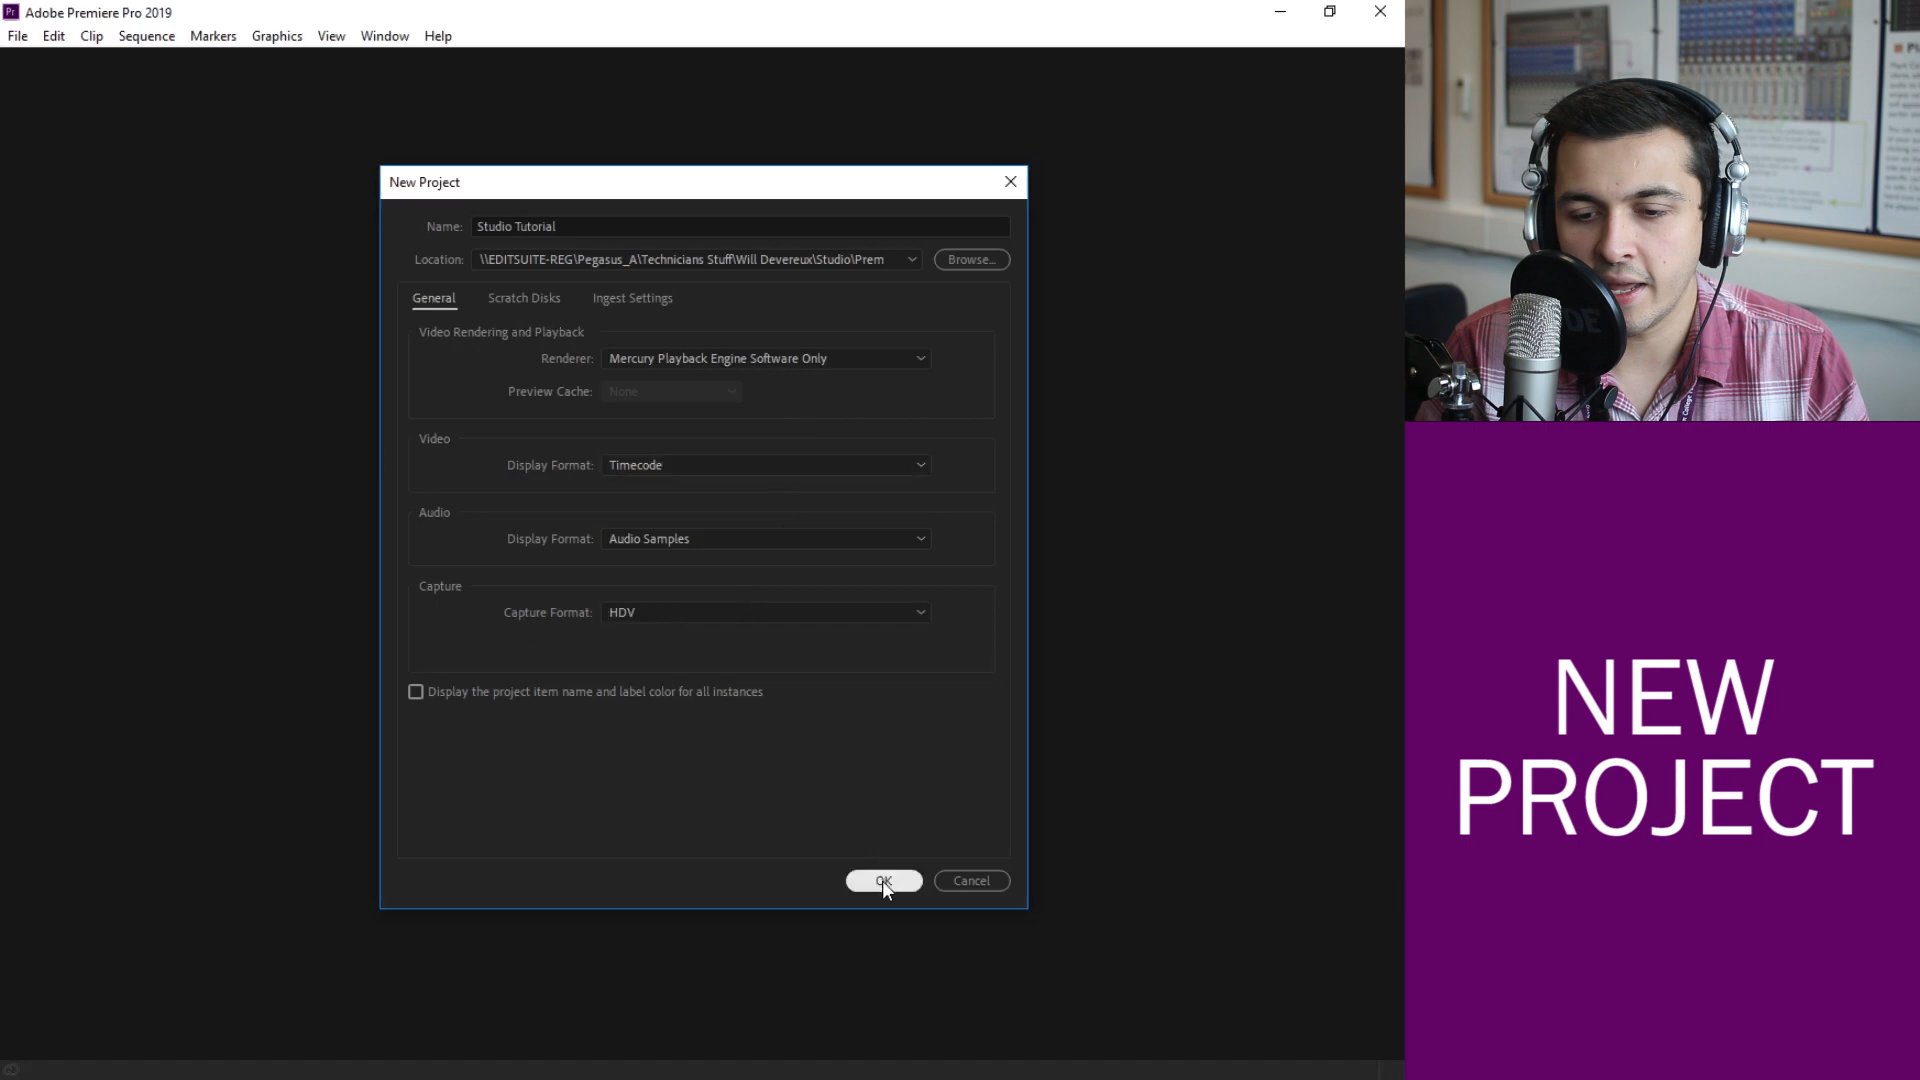 Pr Adobe Premiere Pro 2019
File Edit Clip Sequence Markers Graphics View Window Help
New Project
Name: Studio Tutorial
Location: \\EDITSUITE-REG\Pegasus_A\Technicians Stuff\Will Devereux\Studio\Prem Browse...
General Scratch Disks Ingest Settings
Video Rendering and Playback
Renderer: Mercury Playback Engine Software Only
Preview Cache: None
Video
Display Format: Timecode
Audio
Display Format: Audio Samples
Capture
Capture Format: HDV
Display the project item name and label color for all instances
OK Cancel
NEW
PROJECT